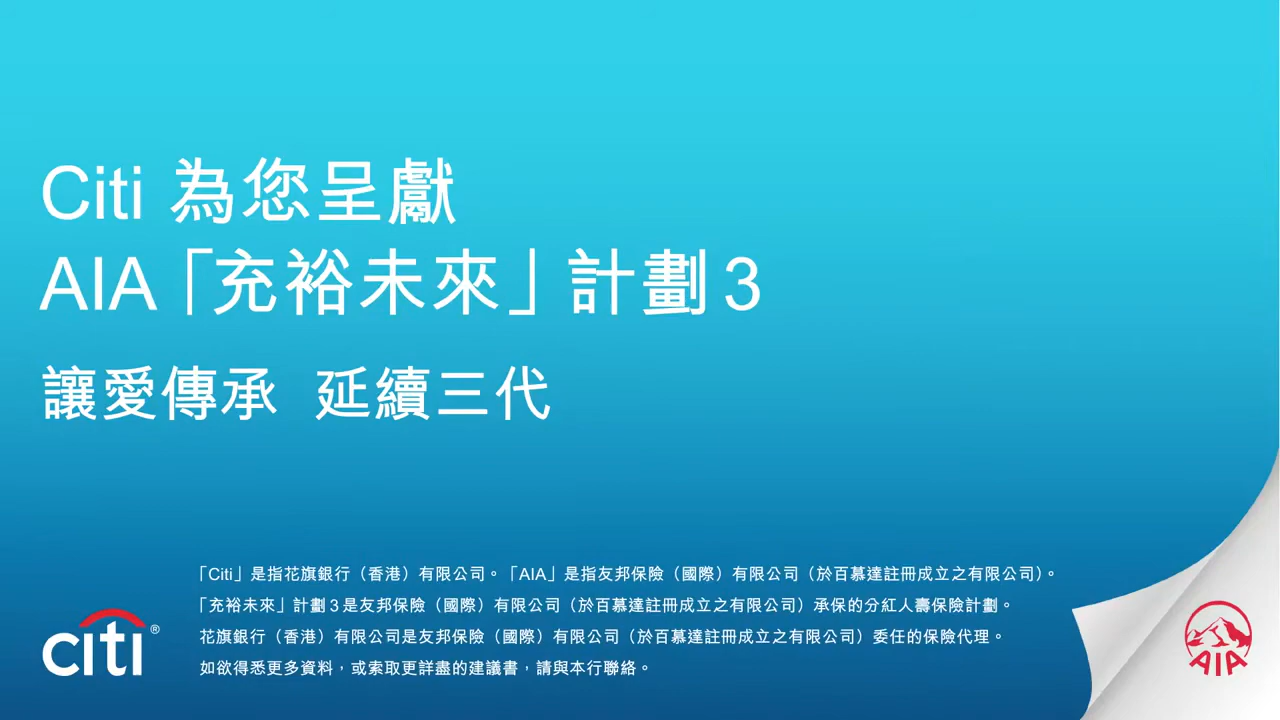 Citi 為您呈獻
AIA「充裕未來」計劃3
讓愛傳承 延續三代
「Citi」是指花旗銀行（香港）有限公司。「AIA」是指友邦保險（國際）有限公司（於百慕達註冊成立之有限公司）。
「充裕未來」計劃3是友邦保險（國際）有限公司（於百慕達註冊成立之有限公司）承保的分紅人壽保險計劃。
花旗銀行（香港）有限公司是友邦保險（國際）有限公司（於百慕達註冊成立之有限公司）委任的保險代理。
如欲得悉更多資料，或索取更詳盡的建議書，請與本行聯絡。
citi®
AIA